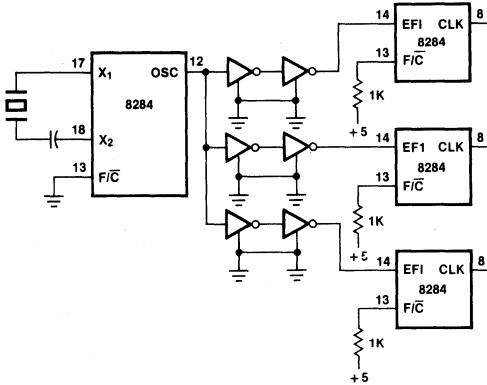 17 X1 OSC 12
8284
18 X2
13 F/C̅
14 EFI CLK 8
8284
13 F/C̅
1K
+5
14 EF1 CLK 8
8284
13 F/C̅
1K
+5
14 EFI CLK 8
8284
13 F/C̅
1K
+5